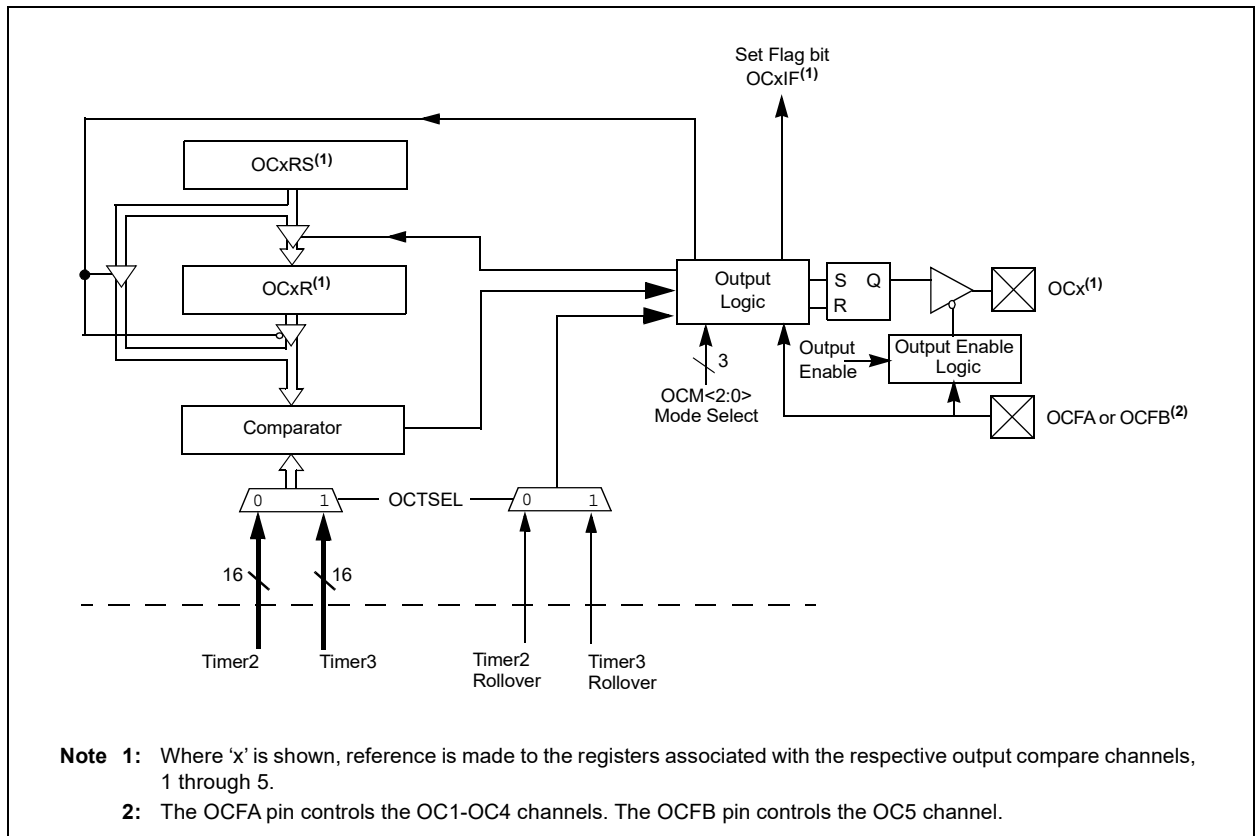 Set Flag bit
OCxIF(1)
OCxRS(1)
OCxR(1)
Output
Logic
S Q
R
OCx(1)
Output
Enable
Output Enable
Logic
3
OCM<2:0>
Mode Select
OCFA or OCFB(2)
Comparator
0 1
OCTSEL
0 1
16
16
Timer2
Timer3
Timer2
Rollover
Timer3
Rollover
Note 1: Where ‘x’ is shown, reference is made to the registers associated with the respective output compare channels,
1 through 5.
2: The OCFA pin controls the OC1-OC4 channels. The OCFB pin controls the OC5 channel.